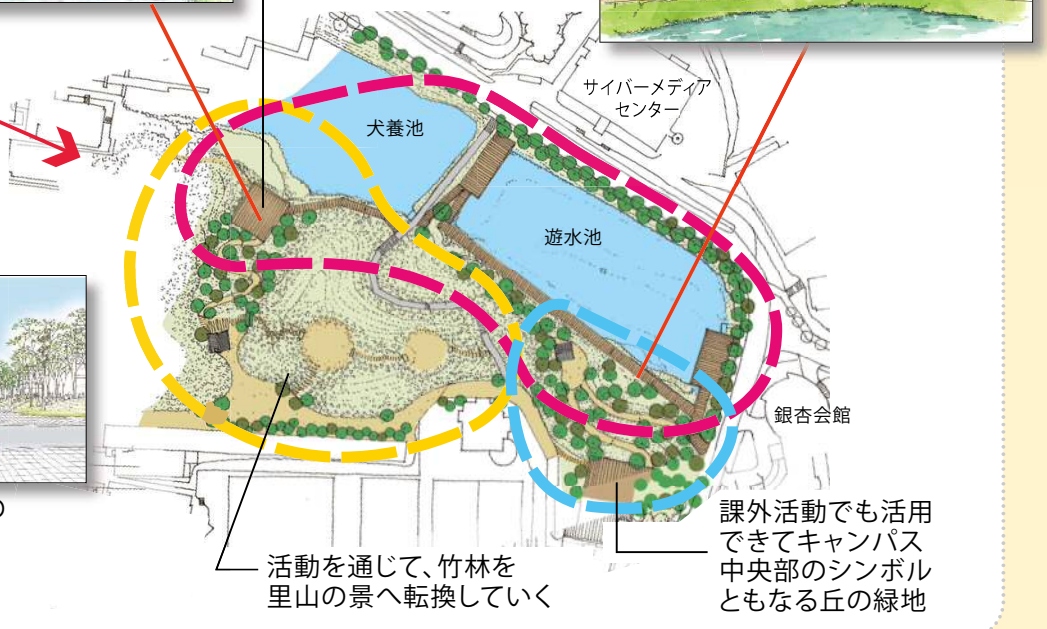 サイバーメディア
センター
犬養池
遊水池
銀杏会館
の
課外活動でも活用
できてキャンパス
中央部のシンボル
ともなる丘の緑地
活動を通じて、竹林を
里山の景へ転換していく